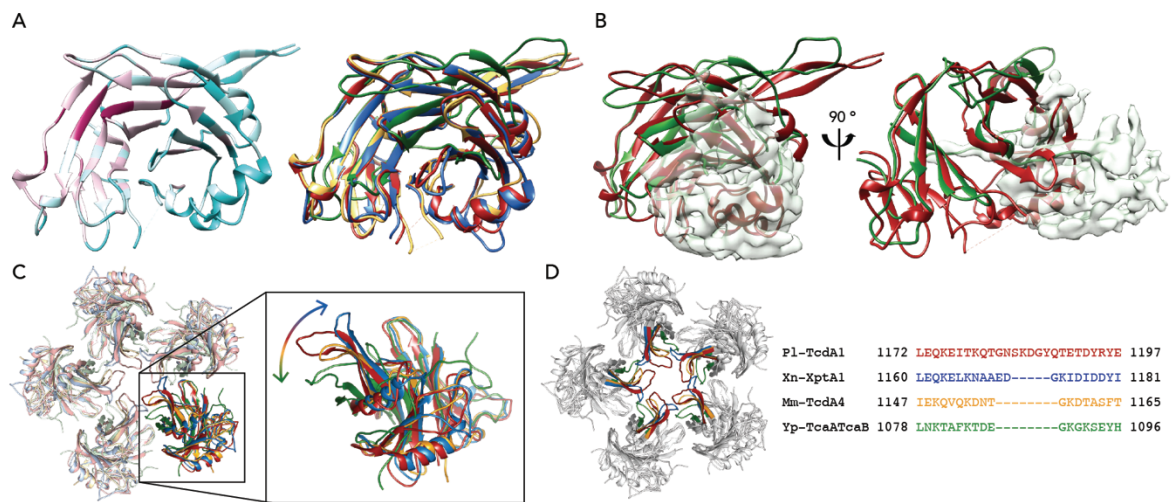 A
B
90 °
C
D
Pl-TcdA1 1172 LEQKEITKQTGNSKDGYQTETDYRYE 1197
Xn-XptA1 1160 LEQKELKNAAED-----GKIDIDDYI 1181
Mm-TcdA4 1147 IEKQVQKDNT--------GKDTASFT 1165
Yp-TcaATcaB 1078 LNKTAFKTDE--------GKGKSEYH 1096